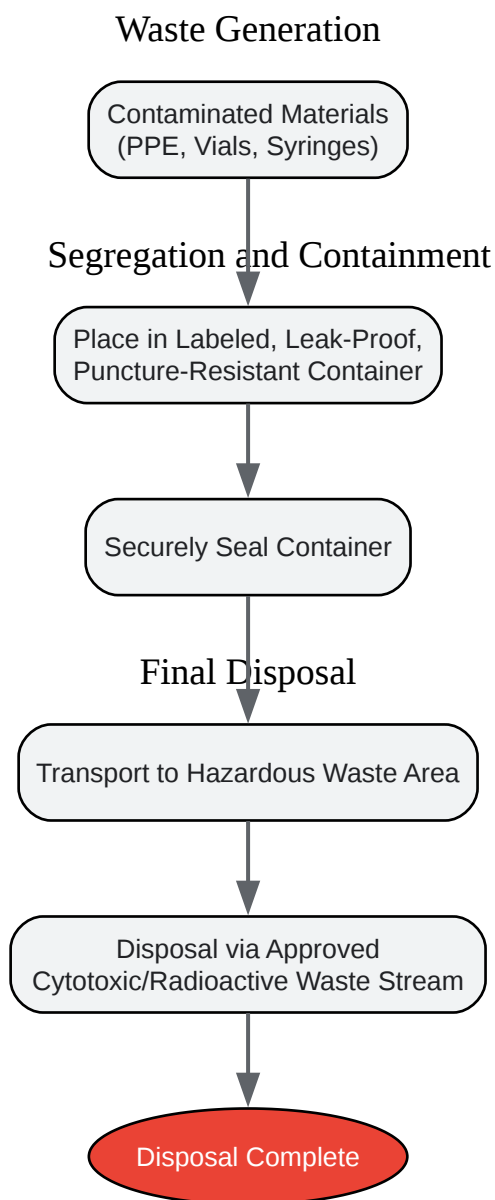 Waste Generation
Contaminated Materials
(PPE, Vials, Syringes)
Segregation and Containment
Place in Labeled, Leak-Proof,
Puncture-Resistant Container
Securely Seal Container
Final Disposal
Transport to Hazardous Waste Area
Disposal via Approved
Cytotoxic/Radioactive Waste Stream
Disposal Complete